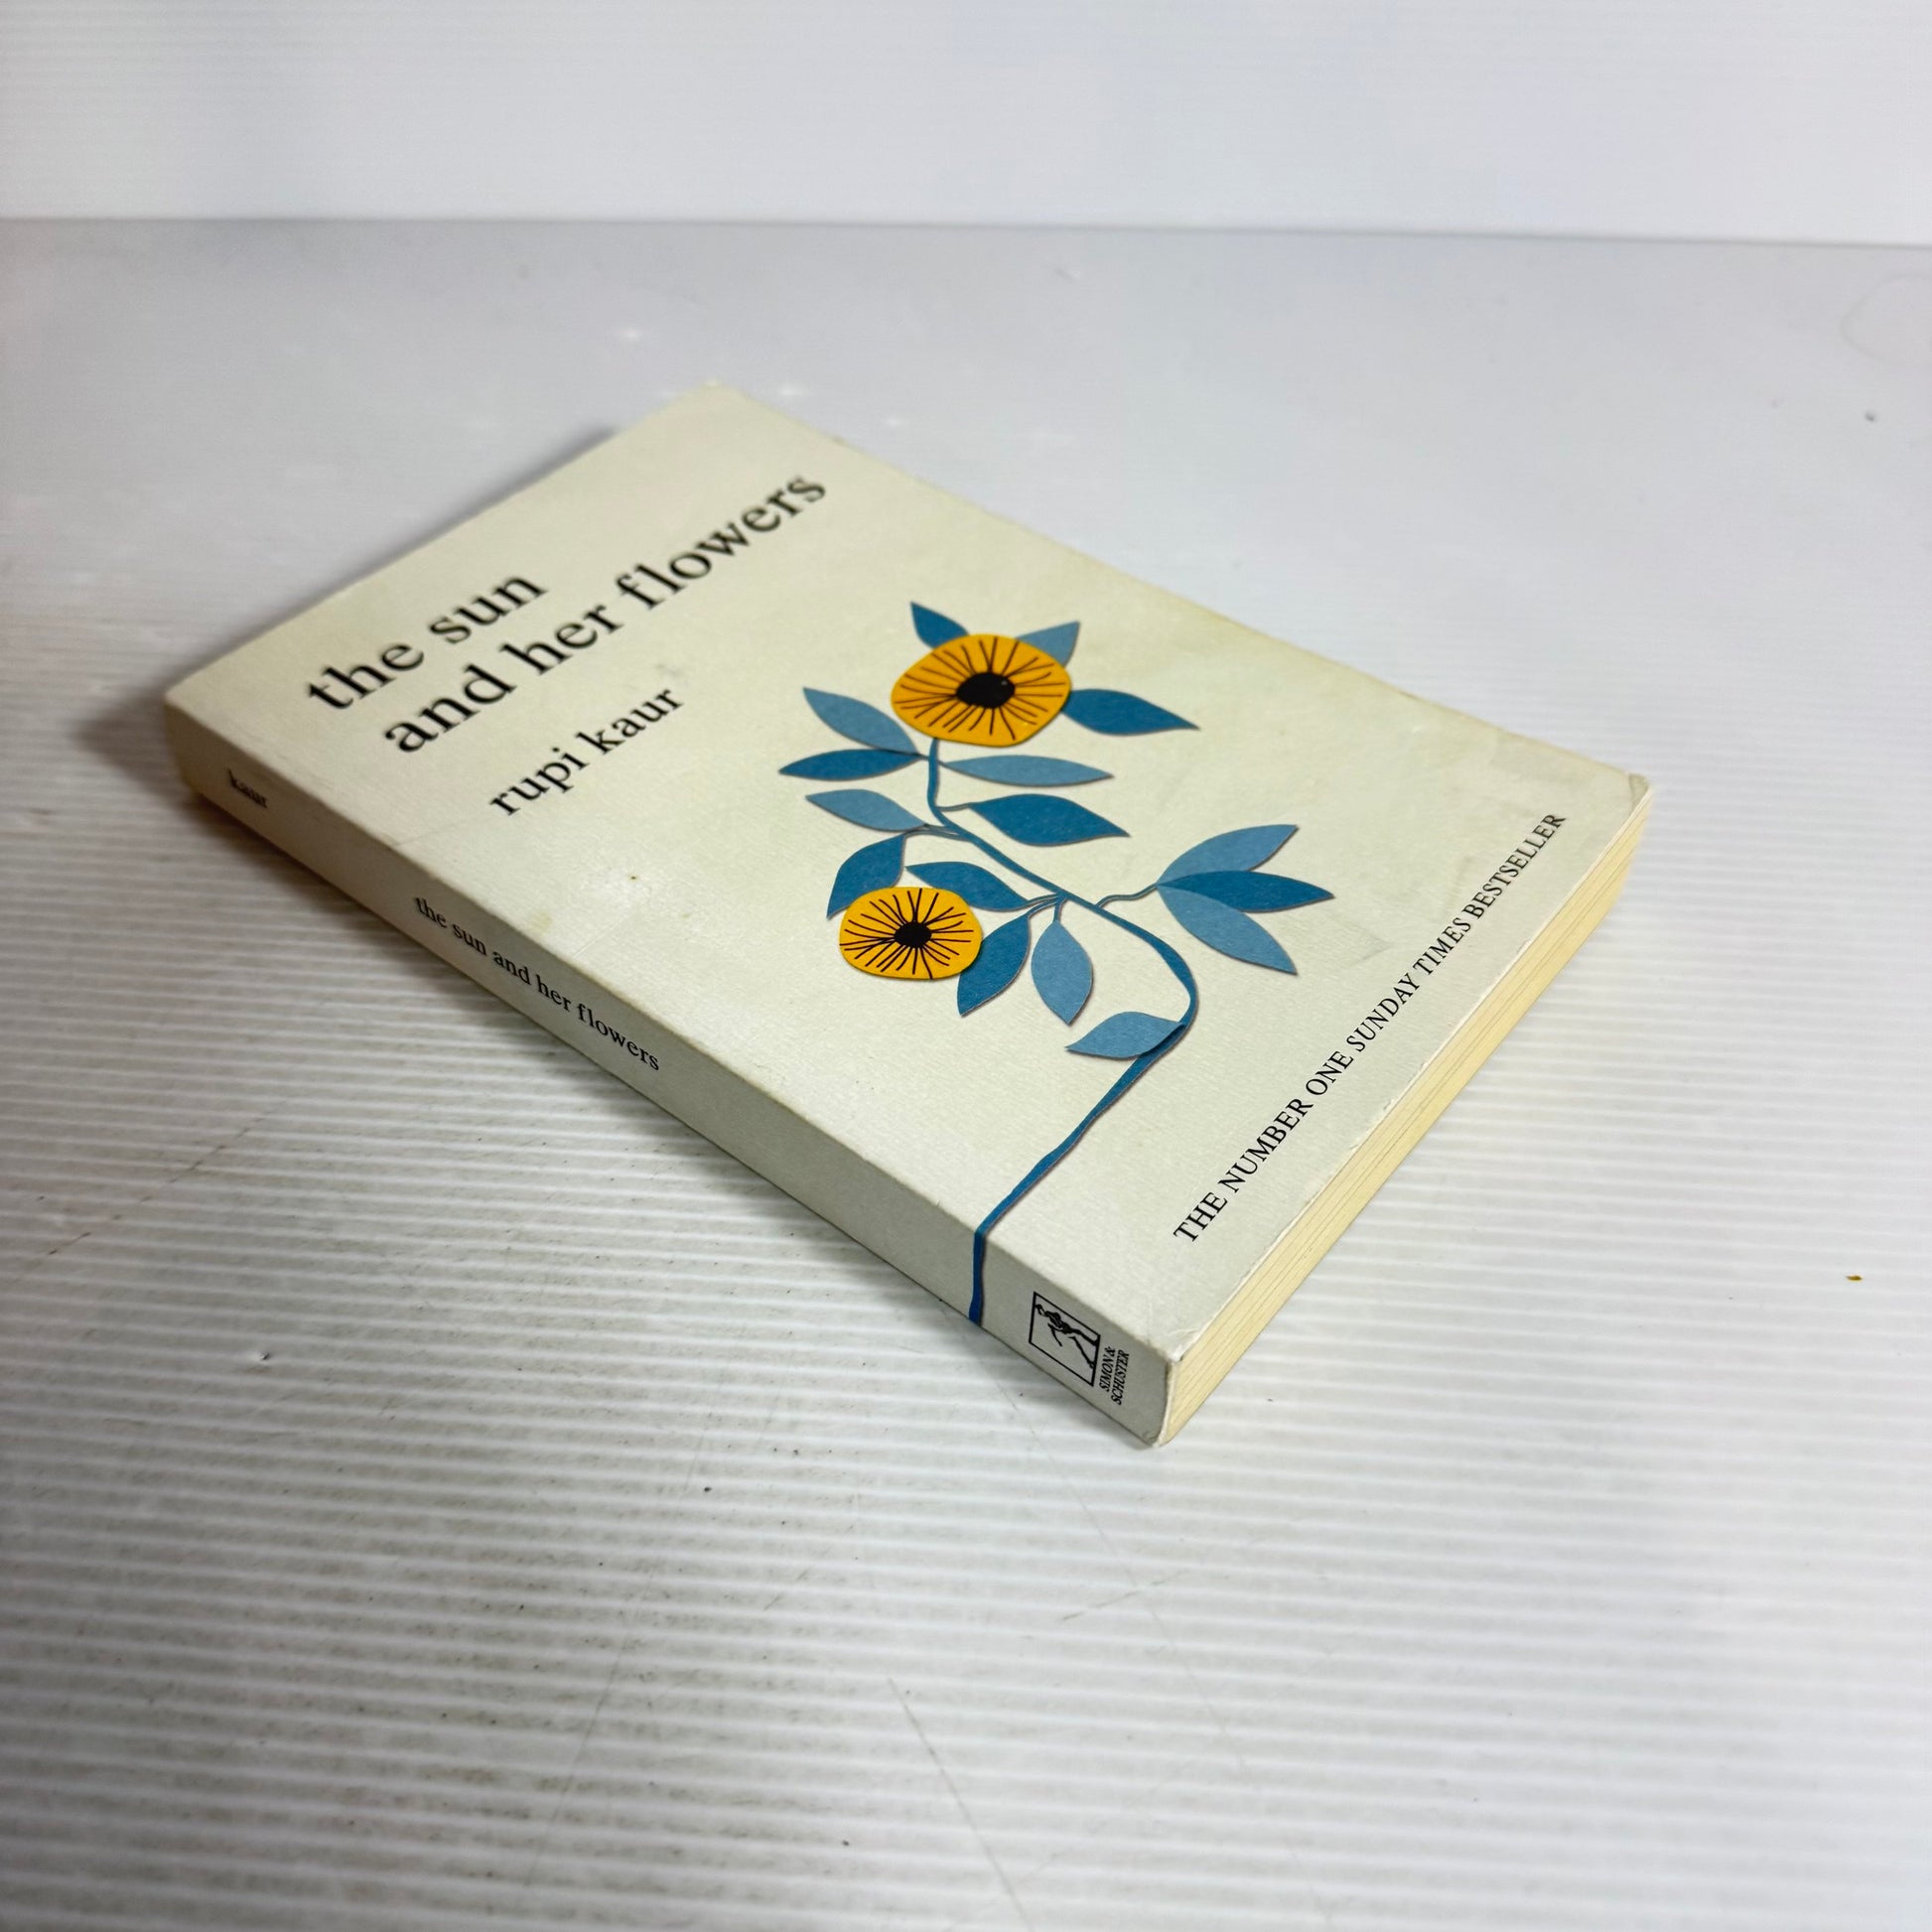 the sun
and her flowers
rupi kaur
THE NUMBER ONE SUNDAY TIMES BESTSELLER
kaur
the sun and her flowers
SIMON &
SCHUSTER